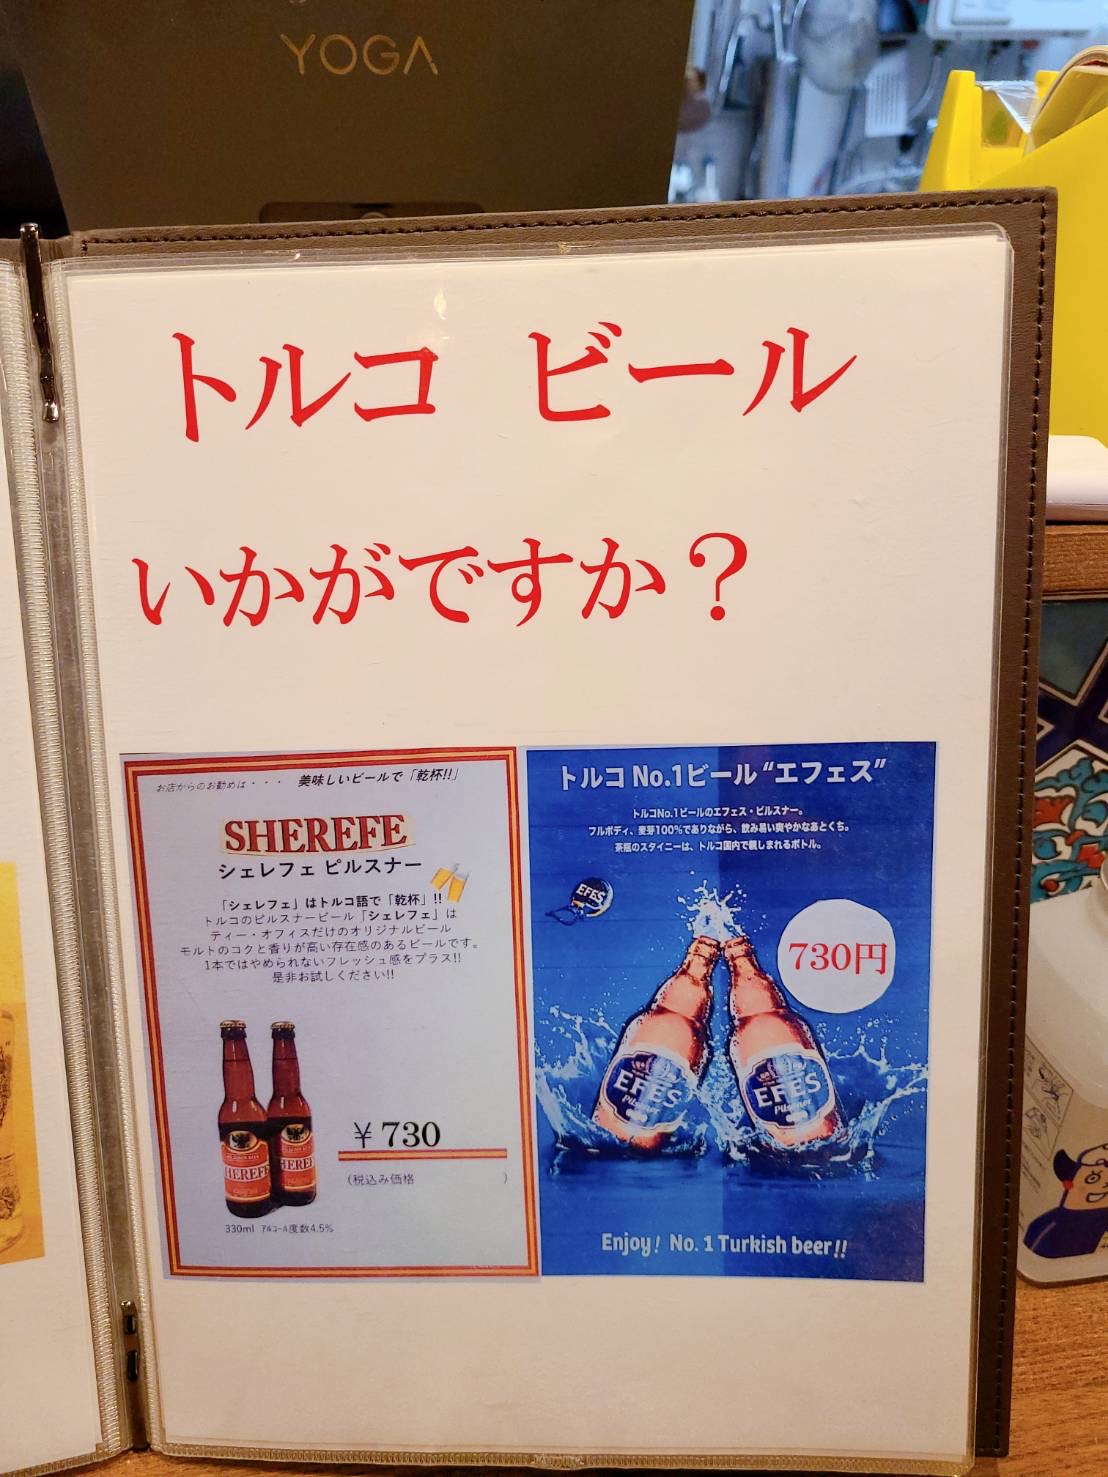 YOGA
トルコ ビール
いかがですか？
お店からのお勧めは・・・ 美味しいビールで「乾杯!!」
SHEREFE
シェレフェ ピルスナー
「シェレフェ」はトルコ語で「乾杯」!!
トルコのピルスナービール「シェレフェ」は
ティー・オフィスだけのオリジナルビール
モルトのコクと香りが高い存在感のあるビールです。
1本ではやめられないフレッシュ感をプラス!!
是非お試しください!!
SHEREFE
SHEREFE
￥730
(税込み価格 )
330ml アルコール度数4.5%
トルコ No.1ビール“エフェス”
トルコNo.1ビールのエフェス・ピルスナー。
フルボディ、麦芽100%でありながら、飲み易い爽やかなあとくち。
茶瓶のスタイニーは、トルコ国内で親しまれるボトル。
EFES
730円
EFES
Pilsener
EFES
Pilsener
Enjoy! No. 1 Turkish beer!!